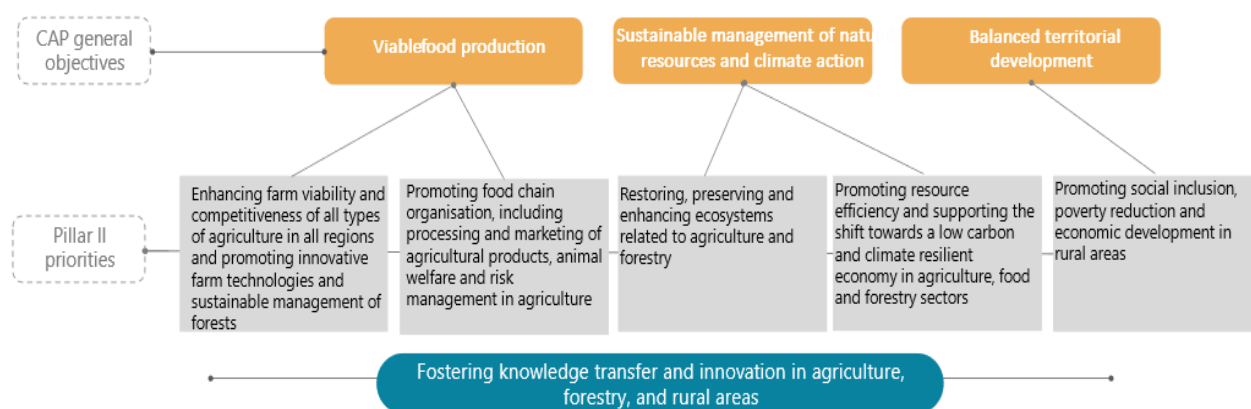 CAP general
objectives
Viablefood production
Sustainable management of natu
resources and climate action
Balanced territorial
development
Pillar II
priorities
Enhancing farm viability and
competitiveness of all types
of agriculture in all regions
and promoting innovative
farm technologies and
sustainable management of
forests
Promoting food chain
organisation, including
processing and marketing of
agricultural products, animal
welfare and risk
management in agriculture
Restoring, preserving and
enhancing ecosystems
related to agriculture and
forestry
Promoting resource
efficiency and supporting the
shift towards a low carbon
and climate resilient
economy in agriculture, food
and forestry sectors
Promoting social inclusion,
poverty reduction and
economic development in
rural areas
Fostering knowledge transfer and innovation in agriculture,
forestry, and rural areas